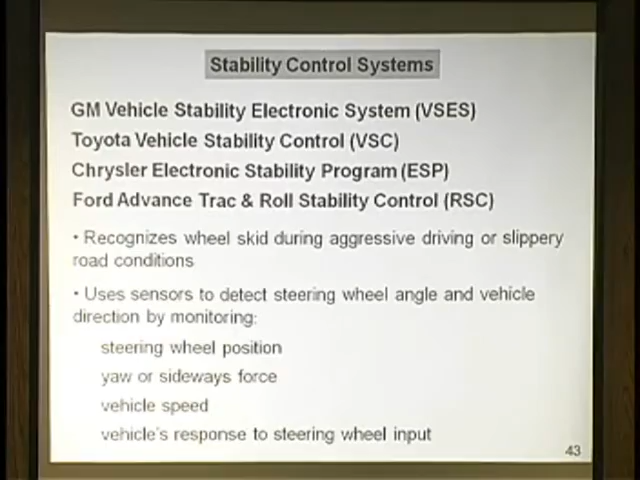 Stability Control Systems
GM Vehicle Stability Electronic System (VSES)
Toyota Vehicle Stability Control (VSC)
Chrysler Electronic Stability Program (ESP)
Ford Advance Trac & Roll Stability Control (RSC)
• Recognizes wheel skid during aggressive driving or slippery
road conditions
• Uses sensors to detect steering wheel angle and vehicle
direction by monitoring:
steering wheel position
yaw or sideways force
vehicle speed
vehicle's response to steering wheel input
43